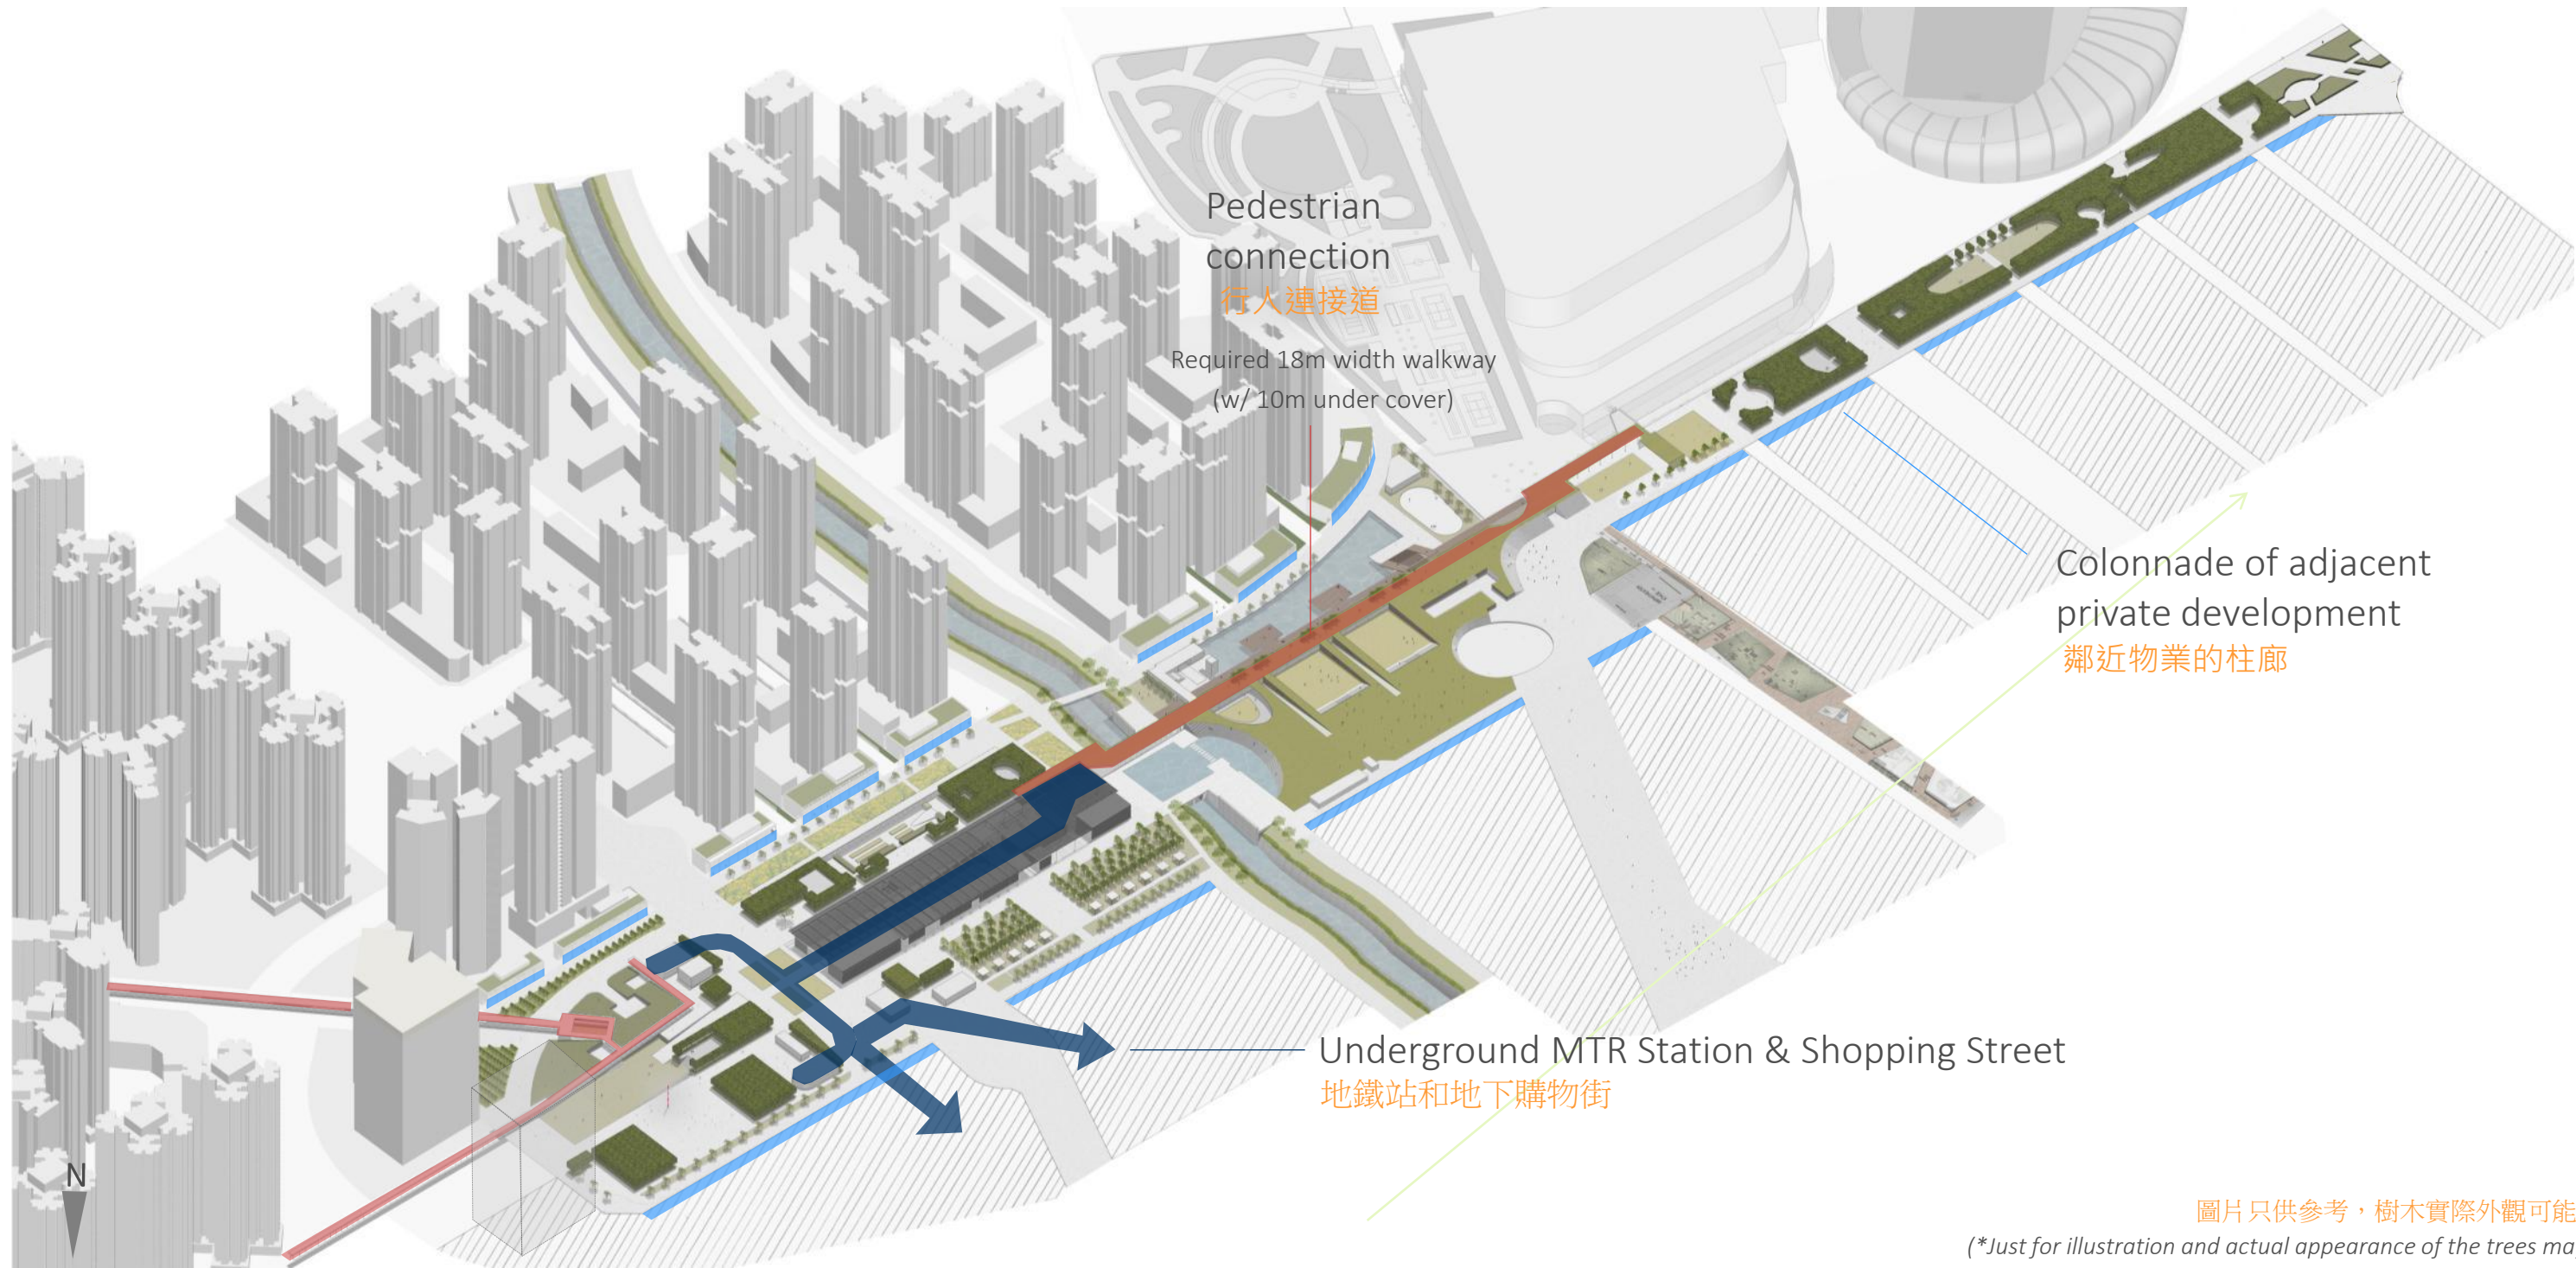 Pedestrian
connection
行人連接道
Required 18m width walkway
(w/ 10m under cover)
Colonnade of adjacent
private development
鄰近物業的柱廊
Underground MTR Station & Shopping Street
地鐵站和地下購物街
N
圖片只供參考，樹木實際外觀可能
(*Just for illustration and actual appearance of the trees ma